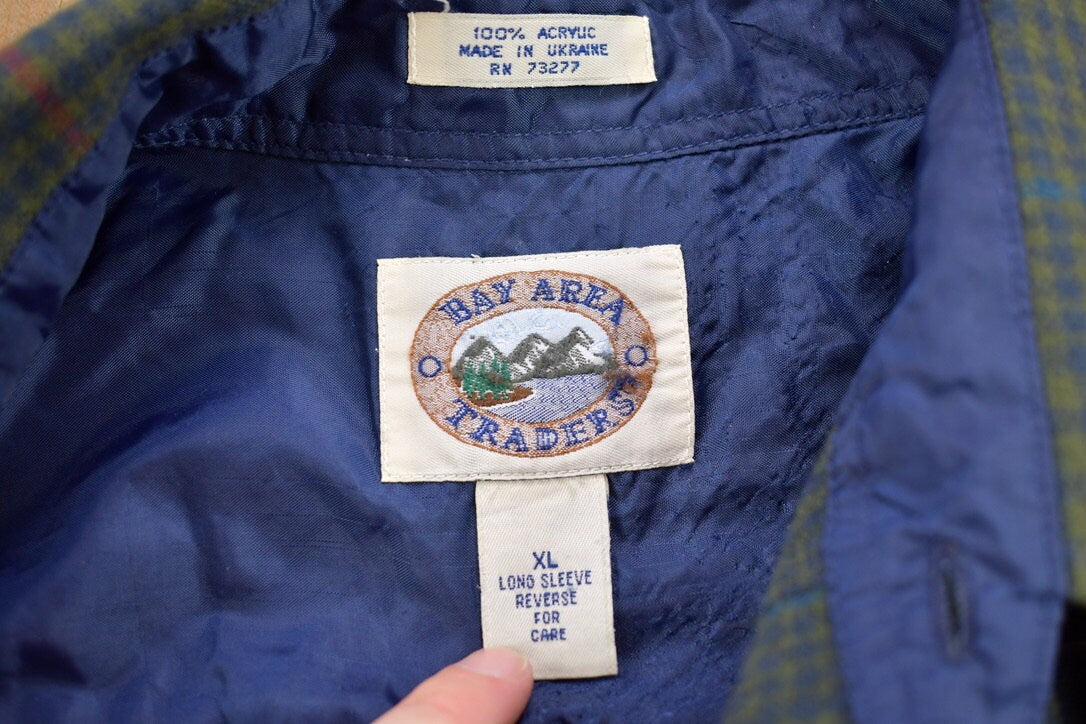 100% ACRYLIC
MADE IN UKRAINE
RN 73277
BAY AREA
TRADERS
XL
LONG SLEEVE
REVERSE
FOR
CARE